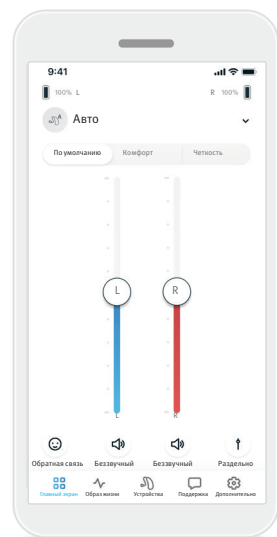 9:41
100% L R 100%
Авто
По умолчанию Комфорт Четкость
L R
L R
Обратная связь Беззвучный Беззвучный Раздельно
Главный экран Образ жизни Устройства Поддержка Дополнительно